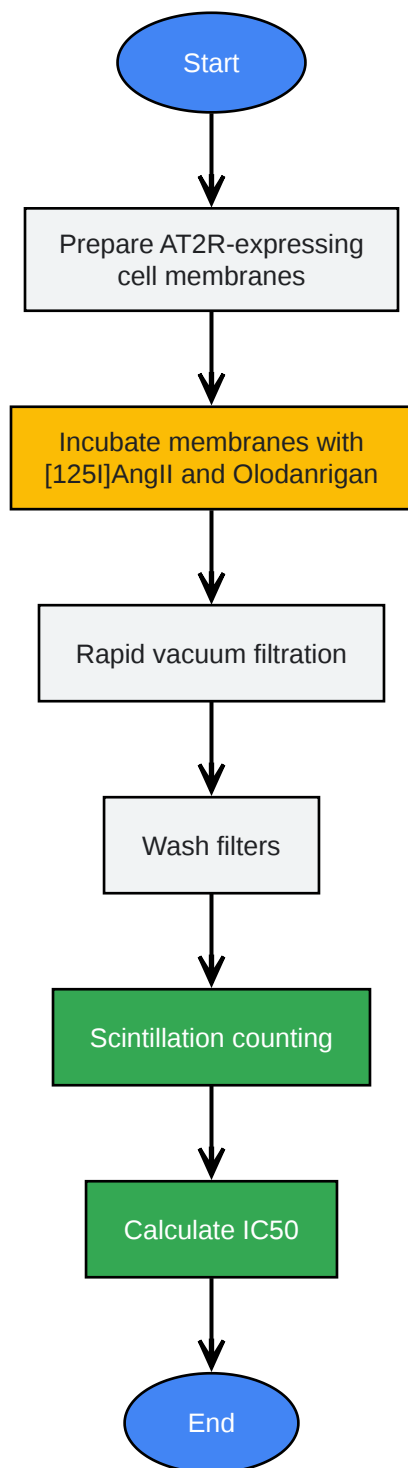 Start
Prepare AT2R-expressing
cell membranes
Incubate membranes with
[125I]AngII and Olodanrigan
Rapid vacuum filtration
Wash filters
Scintillation counting
Calculate IC50
End